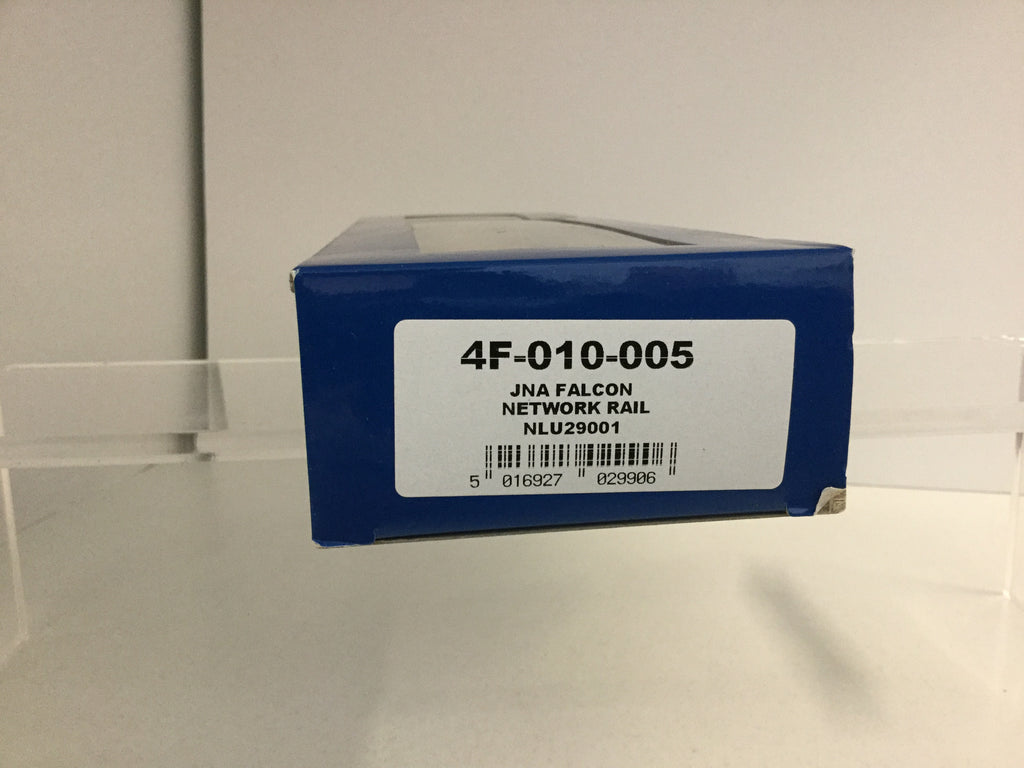 4F-010-005
JNA FALCON
NETWORK RAIL
NLU29001
5 016927 029906